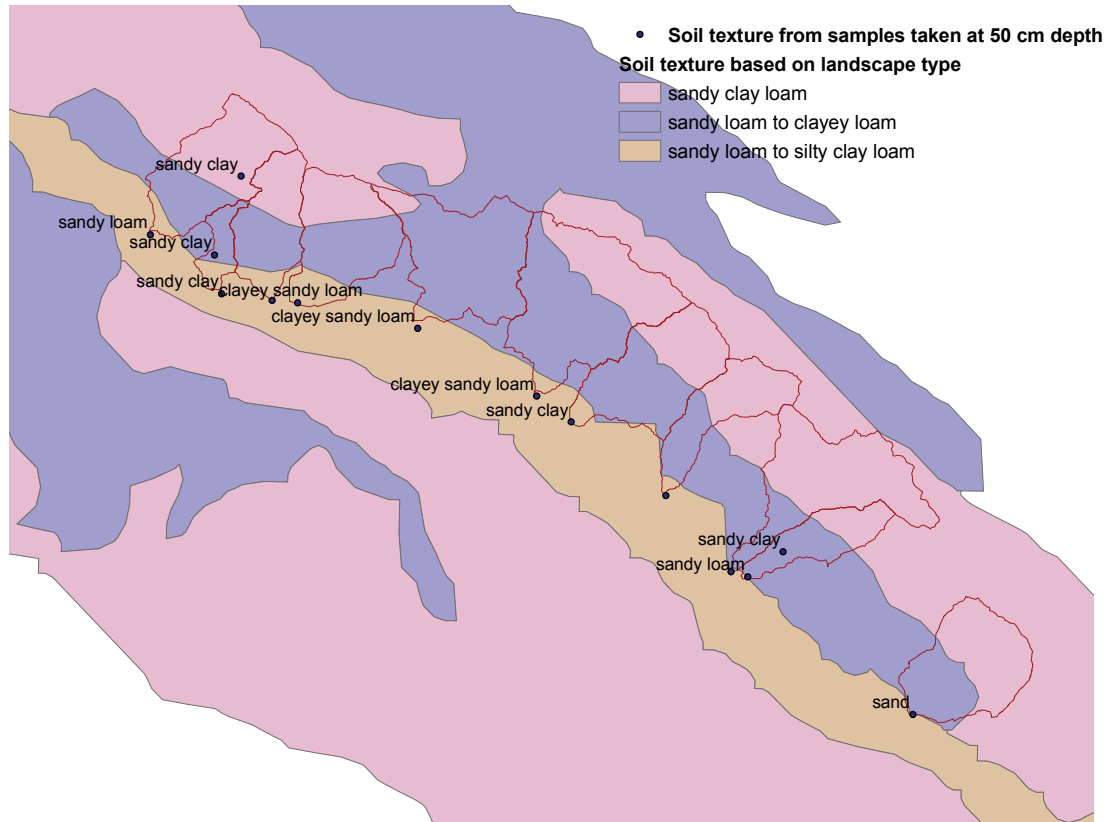 Soil texture from samples taken at 50 cm depth
Soil texture based on landscape type
sandy clay loam
sandy loam to clayey loam
sandy loam to silty clay loam
sandy clay
sandy loam
sandy clay
sandy clay
clayey sandy loam
clayey sandy loam
clayey sandy loam
sandy clay
sandy clay
sandy loam
sand